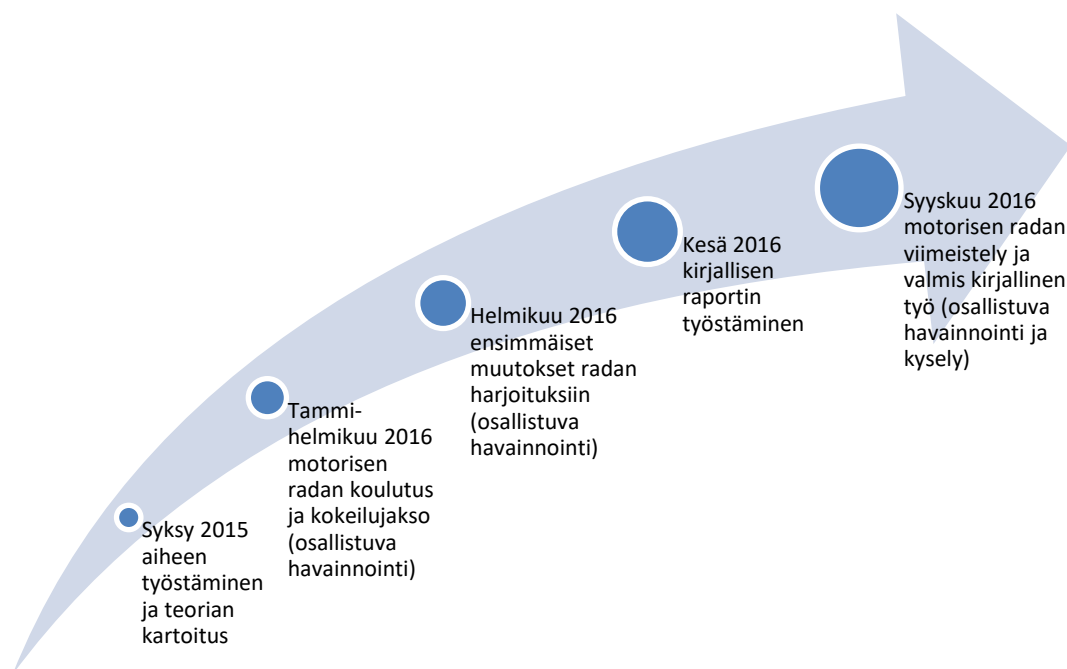 Syksy 2015
aiheen
työstäminen
ja teorian
kartoitus
Tammi-
helmikuu 2016
motorisen
radan koulutus
ja kokeilujakso
(osallistuva
havainnointi)
Helmikuu 2016
ensimmäiset
muutokset radan
harjoituksiin
(osallistuva
havainnointi)
Kesä 2016
kirjallisen
raportin
työstäminen
Syyskuu 2016
motorisen radan
viimeistely ja
valmis kirjallinen
työ (osallistuva
havainnointi ja
kysely)